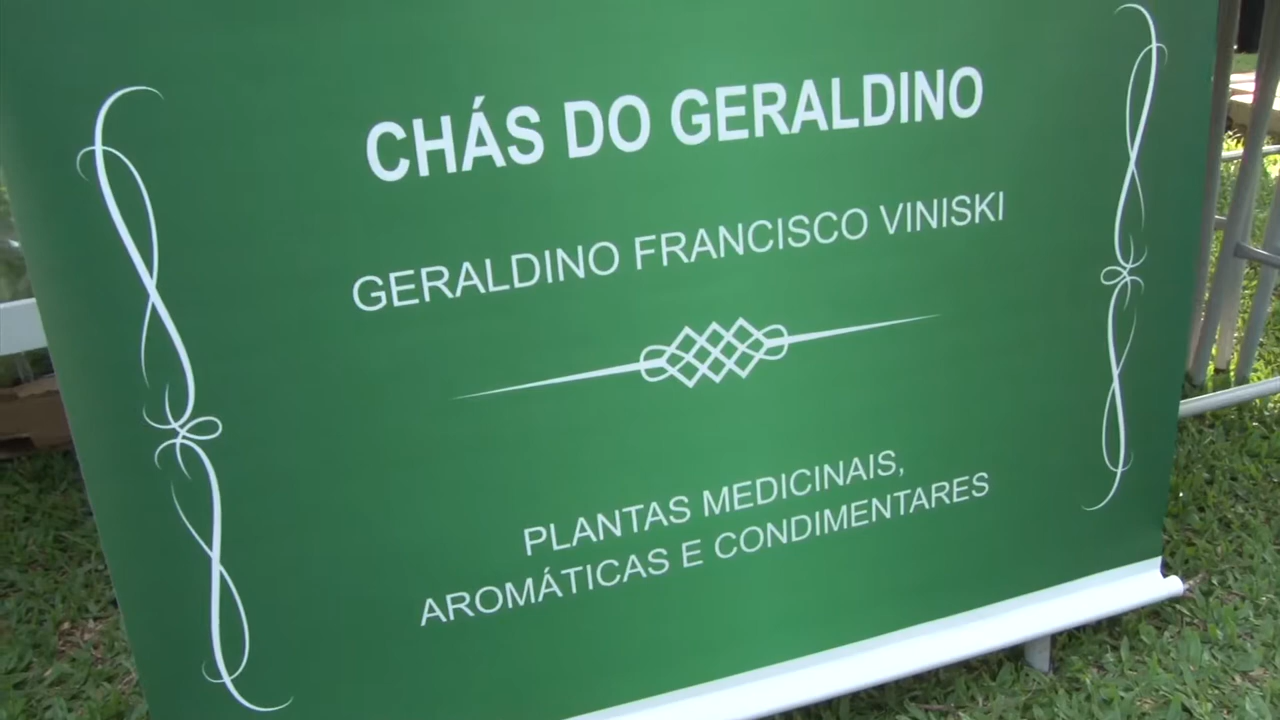 CHÁS DO GERALDINO
GERALDINO FRANCISCO VINISKI
PLANTAS MEDICINAIS,
AROMÁTICAS E CONDIMENTARES